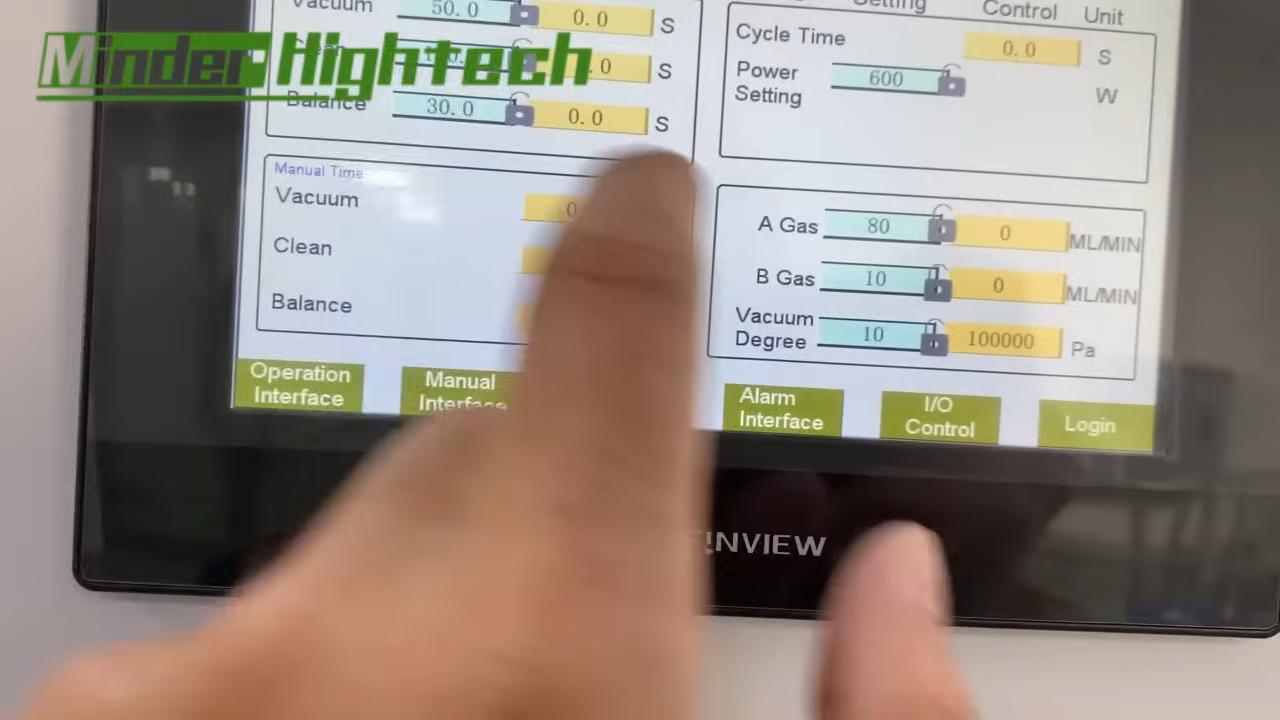 Minder Hightech
Vacuum 50.0 0.0 S
.0 S
Balance 30.0 0.0 S
Setting Control Unit
Cycle Time 0.0 S
Power
Setting 600 W
Manual Time
Vacuum
Clean
Balance
A Gas 80 0 ML/MIN
B Gas 10 0 ML/MIN
Vacuum
Degree 10 100000 Pa
Operation
Interface
Manual
Interface
Alarm
Interface
I/O
Control
Login
INVIEW